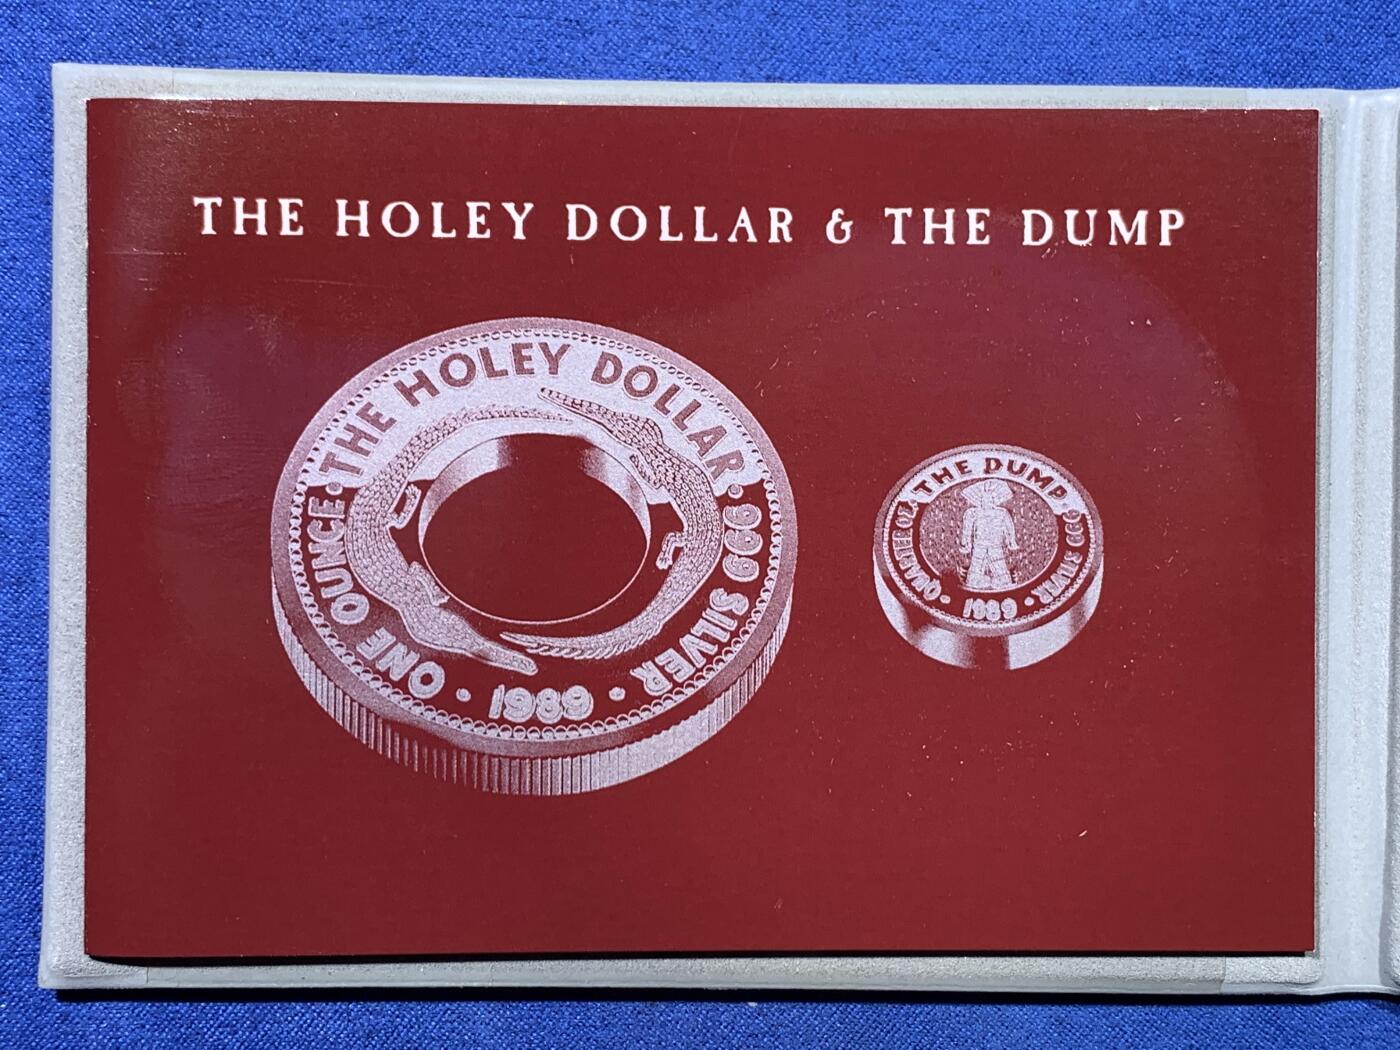 THE HOLEY DOLLAR & THE DUMP
· THE HOLEY DOLLAR ·
ONE OUNCE · 1989 · 999 SILVER
· THE DUMP ·
QUARTER OZ · 1989 · 999 SILVER